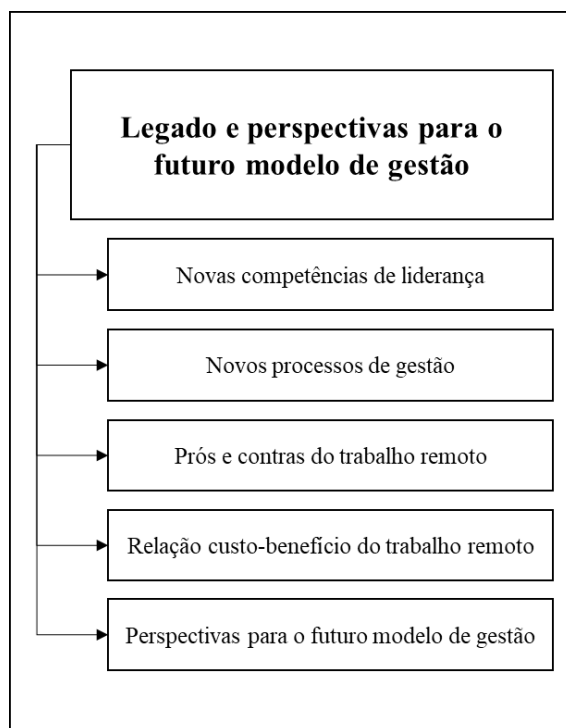 Legado e perspectivas para o
futuro modelo de gestão
Novas competências de liderança
Novos processos de gestão
Prós e contras do trabalho remoto
Relação custo-benefício do trabalho remoto
Perspectivas para o futuro modelo de gestão